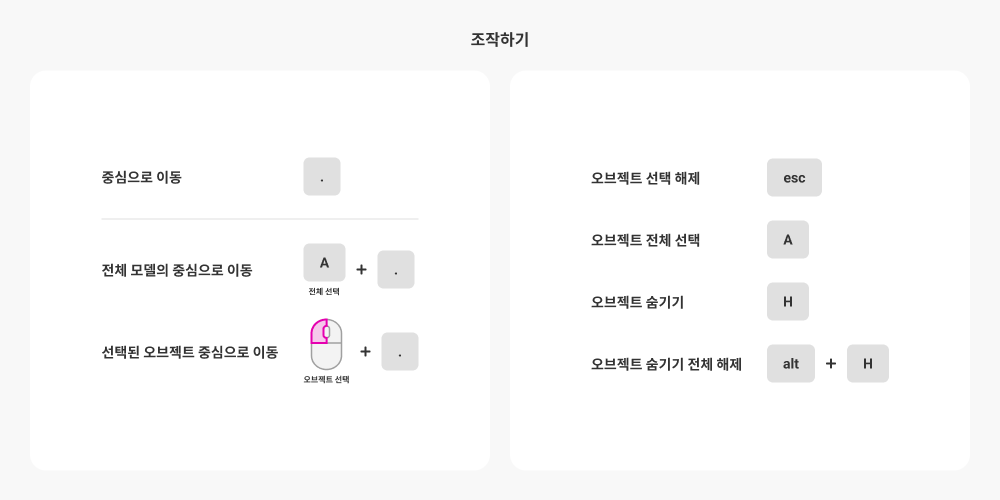 조작하기
중심으로 이동 .
전체 모델의 중심으로 이동 A + .
전체 선택
선택된 오브젝트 중심으로 이동 + .
오브젝트 선택
오브젝트 선택 해제 esc
오브젝트 전체 선택 A
오브젝트 숨기기 H
오브젝트 숨기기 전체 해제 alt + H